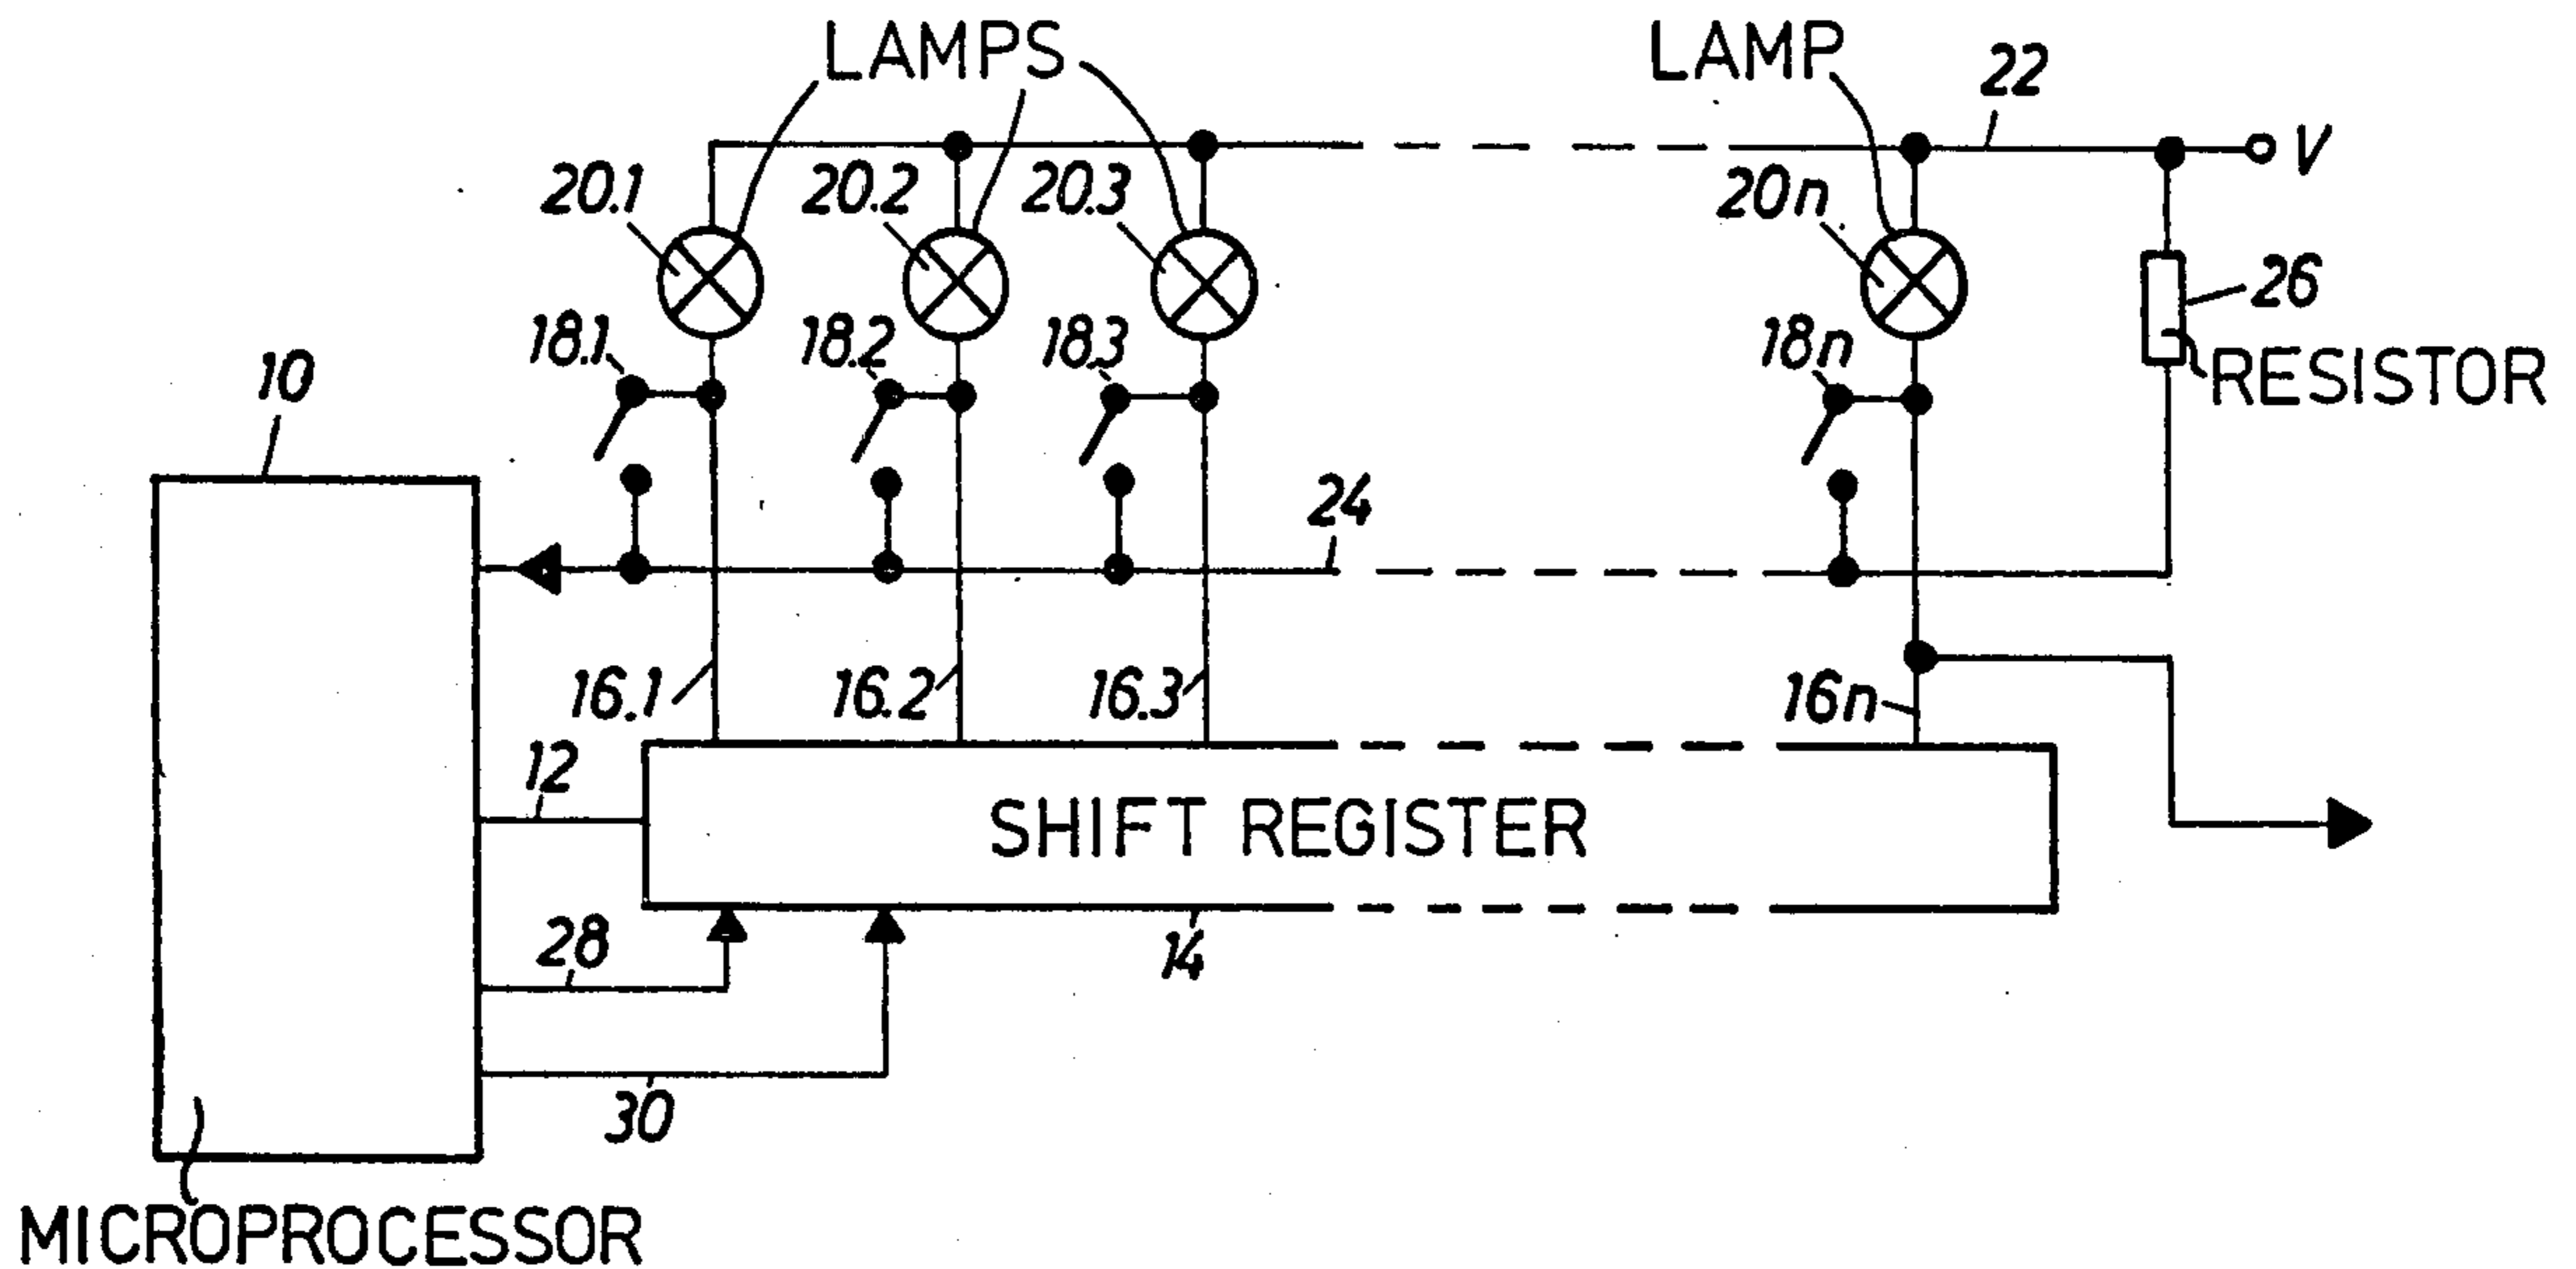 LAMPS LAMP 22
V
20.1 20.2 20.3 20n
26
18.1 18.2 18.3 18n
RESISTOR
10
24
16.1 16.2 16.3 16n
12
SHIFT REGISTER
28
14
30
MICROPROCESSOR